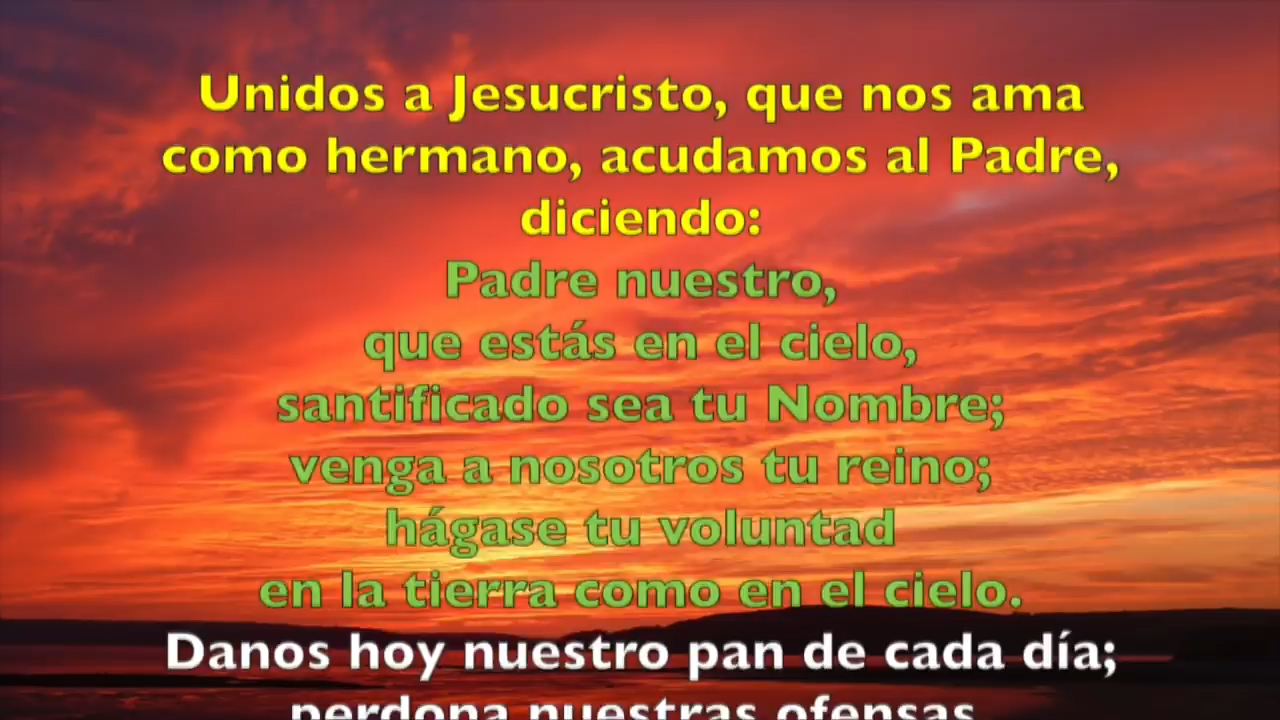 Unidos a Jesucristo, que nos ama
como hermano, acudamos al Padre,
diciendo:
Padre nuestro,
que estás en el cielo,
santificado sea tu Nombre;
venga a nosotros tu reino;
hágase tu voluntad
en la tierra como en el cielo.
Danos hoy nuestro pan de cada día;
perdona nuestras ofensas